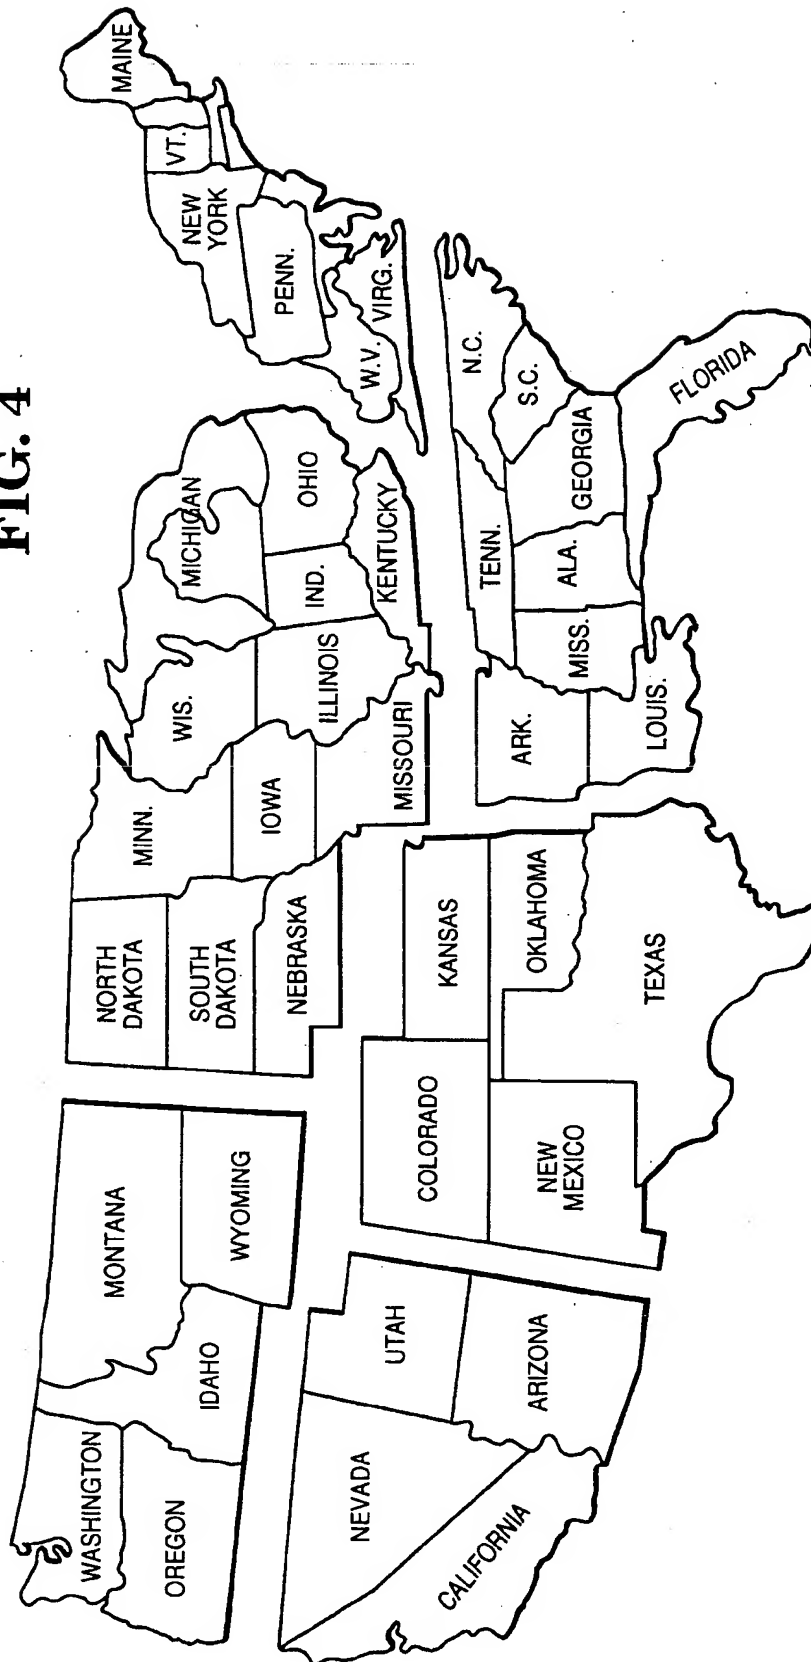 FIG. 4
WASHINGTON
OREGON
IDAHO
MONTANA
WYOMING
NEVADA
CALIFORNIA
UTAH
ARIZONA
COLORADO
NEW
MEXICO
NORTH
DAKOTA
SOUTH
DAKOTA
NEBRASKA
KANSAS
OKLAHOMA
TEXAS
MINN.
IOWA
MISSOURI
WIS.
ILLINOIS
MICHIGAN
IND.
OHIO
KENTUCKY
ARK.
LOUIS.
TENN.
MISS.
ALA.
GEORGIA
N.C.
S.C.
FLORIDA
MAINE
VT.
NEW
YORK
PENN.
W.V.
VIRG.